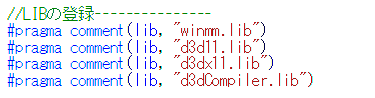 //LIBの登録---------------
#pragma comment(lib, "winmm.lib")
#pragma comment(lib, "d3d11.lib")
#pragma comment(lib, "d3dx11.lib")
#pragma comment(lib, "d3dCompiler.lib")